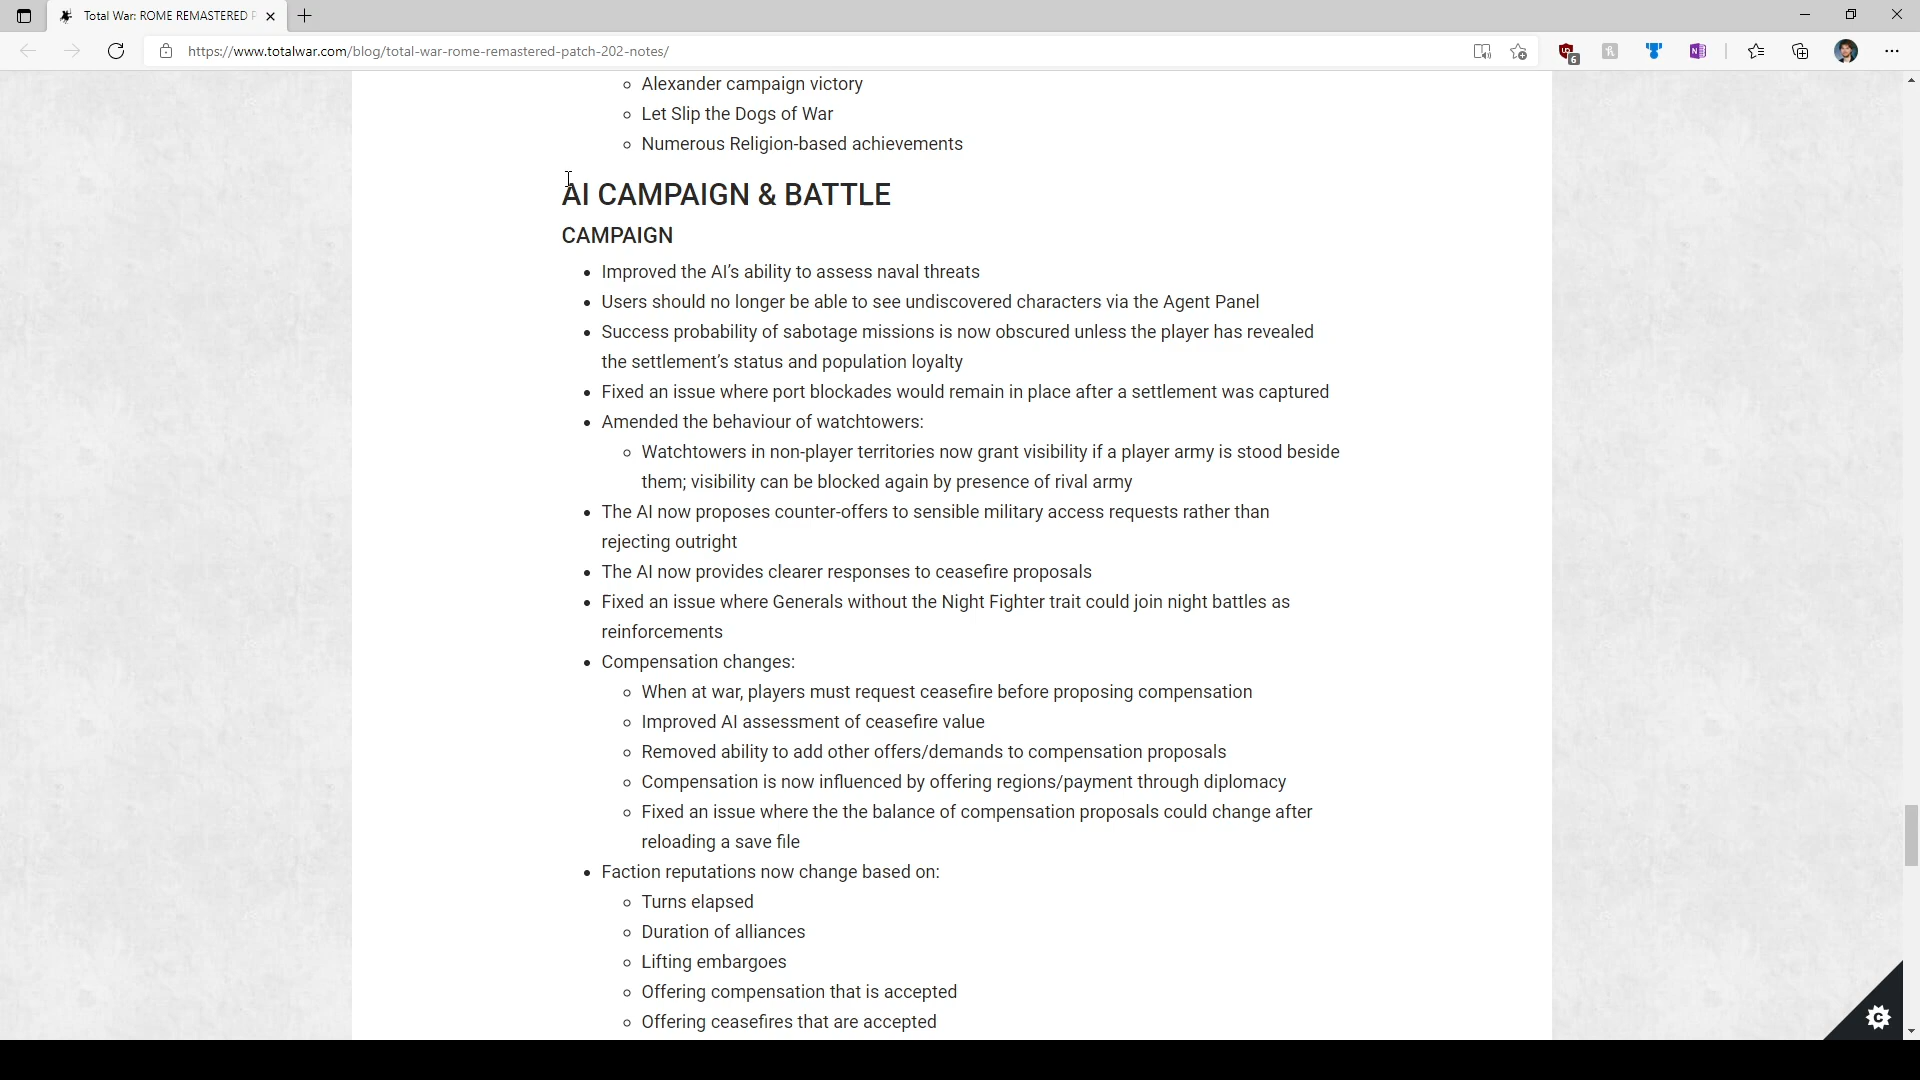 Total War: ROME REMASTERED P
https://www.totalwar.com/blog/total-war-rome-remastered-patch-202-notes/
6
Alexander campaign victory
Let Slip the Dogs of War
Numerous Religion-based achievements
AI CAMPAIGN & BATTLE
CAMPAIGN
Improved the AI's ability to assess naval threats
Users should no longer be able to see undiscovered characters via the Agent Panel
Success probability of sabotage missions is now obscured unless the player has revealed
the settlement's status and population loyalty
Fixed an issue where port blockades would remain in place after a settlement was captured
Amended the behaviour of watchtowers:
Watchtowers in non-player territories now grant visibility if a player army is stood beside
them; visibility can be blocked again by presence of rival army
The AI now proposes counter-offers to sensible military access requests rather than
rejecting outright
The AI now provides clearer responses to ceasefire proposals
Fixed an issue where Generals without the Night Fighter trait could join night battles as
reinforcements
Compensation changes:
When at war, players must request ceasefire before proposing compensation
Improved AI assessment of ceasefire value
Removed ability to add other offers/demands to compensation proposals
Compensation is now influenced by offering regions/payment through diplomacy
Fixed an issue where the the balance of compensation proposals could change after
reloading a save file
Faction reputations now change based on:
Turns elapsed
Duration of alliances
Lifting embargoes
Offering compensation that is accepted
Offering ceasefires that are accepted